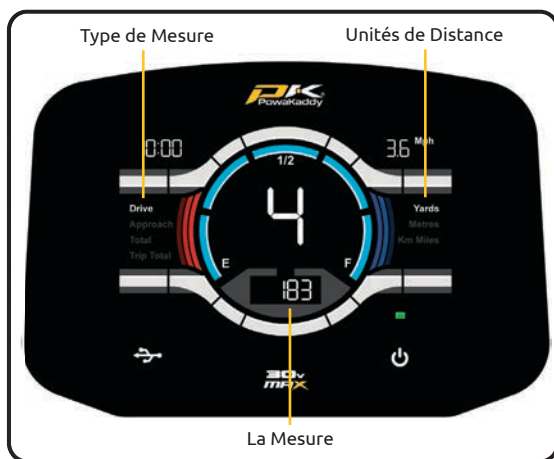 Type de Mesure
Unités de Distance
PK
PowaKaddy
0:00
3.6 Mph
1/2
Drive
Approach
Total
Trip Total
4
Yards
Metres
Km Miles
E
F
183
30v
MAX
La Mesure